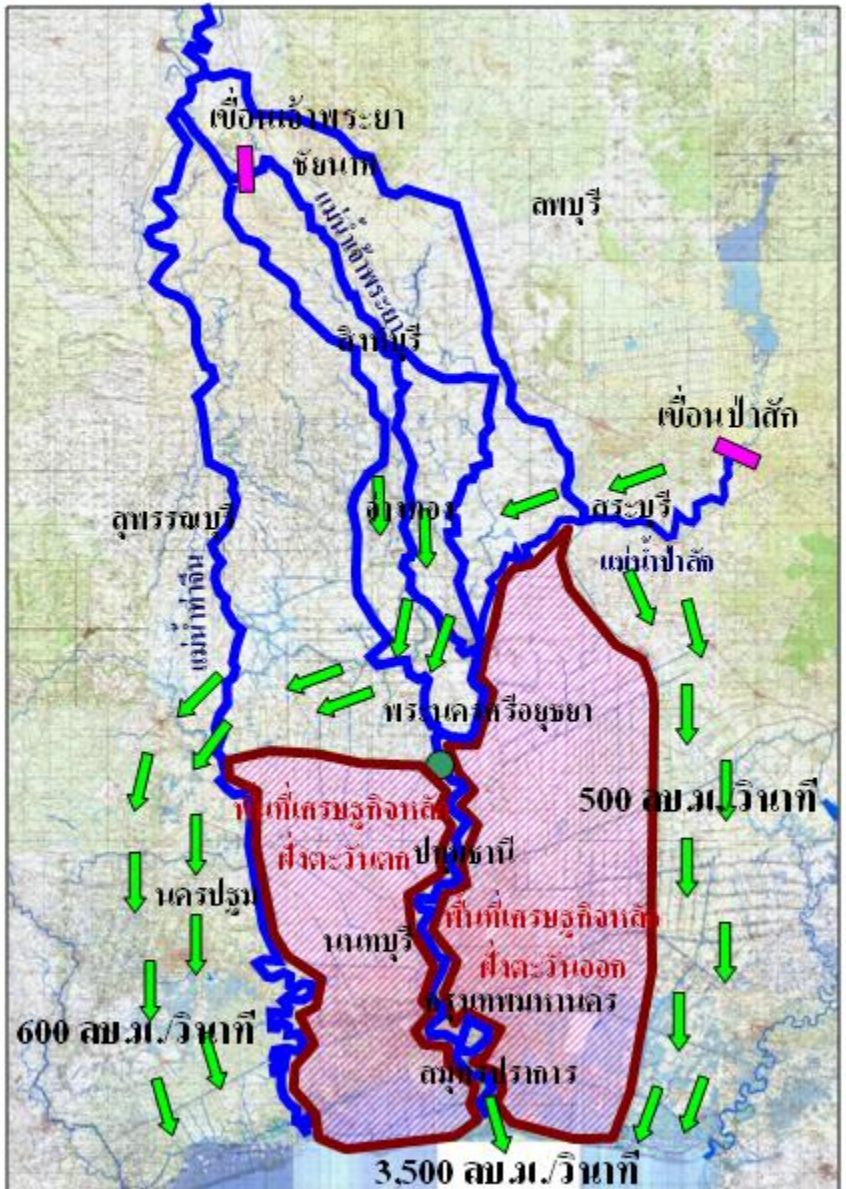 เขื่อนเจ้าพระยา
ชัยนาท
ลพบุรี
แม่น้ำเจ้าพระยา
สิงห์บุรี
เขื่อนป่าสัก
สุพรรณบุรี
อ่างทอง
สระบุรี
แม่น้ำป่าสัก
แม่น้ำท่าจีน
พระนครศรีอยุธยา
500 ลบ.ม./วินาที
พื้นที่เศรษฐกิจหลัก
ฝั่งตะวันตก
ปทุมธานี
นครปฐม
พื้นที่เศรษฐกิจหลัก
ฝั่งตะวันออก
นนทบุรี
กรุงเทพมหานคร
600 ลบ.ม./วินาที
สมุทรปราการ
3,500 ลบ.ม./วินาที